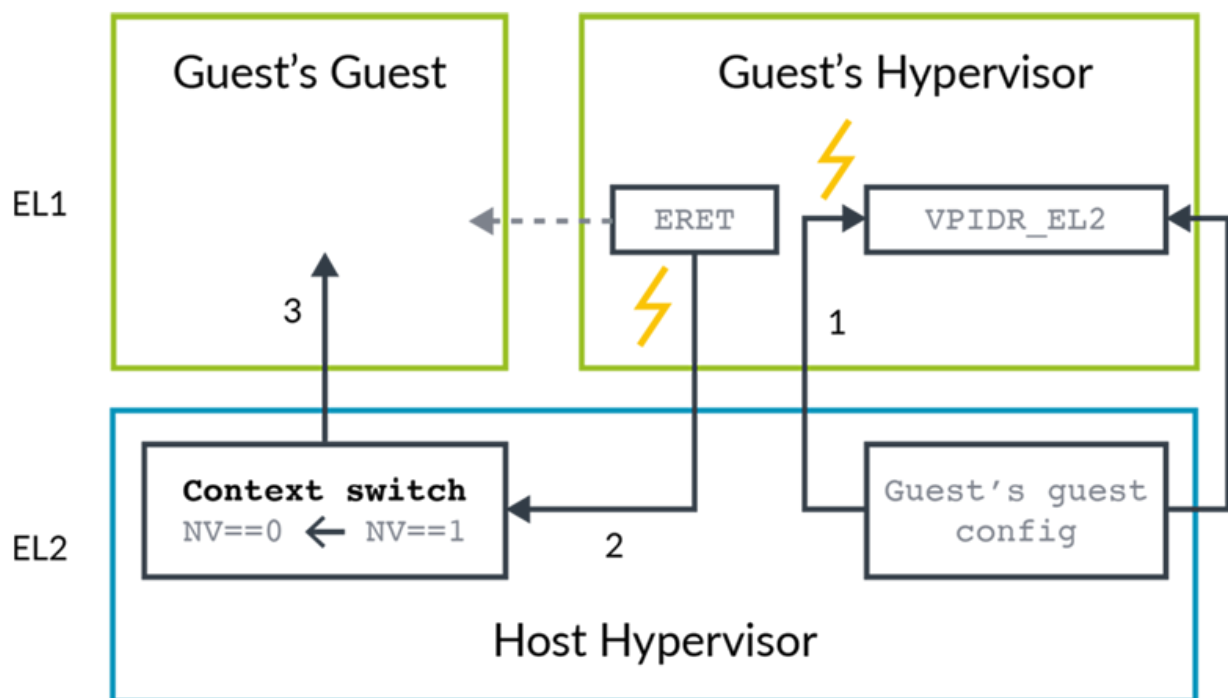 Guest’s Guest
Guest’s Hypervisor
EL1
ERET
VPIDR_EL2
3
1
Context switch
NV==0 ← NV==1
2
Guest’s guest
config
EL2
Host Hypervisor